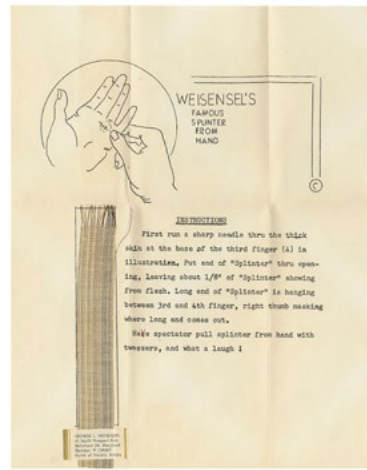 WEISENSEL'S
FAMOUS
SPLINTER
FROM
HAND
©
INSTRUCTIONS
First run a sharp needle thru the thick
skin at the base of the third finger (A) in
illustration. Put end of "Splinter" thru open-
ing, leaving about 1/8" of "Splinter" showing
from flesh. Long end of "Splinter" is hanging
between 3rd and 4th finger, right thumb masking
where long end comes out.
Make spectator pull splinter from hand with
tweezers, and what a laugh !
GEORGE L.